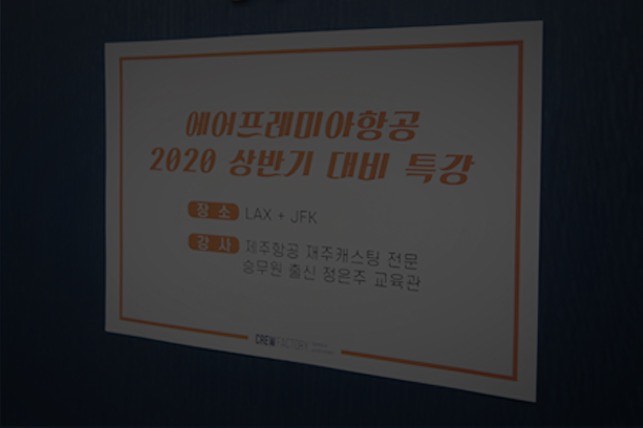 에어프레미아항공
2020 상반기 대비 특강
장 소 LAX + JFK
강 사 제주항공 재주캐스팅 전문
승무원 출신 정은주 교육관
CREW FACTORY